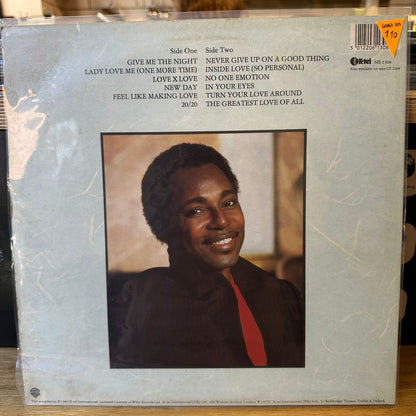 Side One
GIVE ME THE NIGHT
LADY LOVE ME (ONE MORE TIME)
LOVE X LOVE
NEW DAY
FEEL LIKE MAKING LOVE
20/20
Side Two
NEVER GIVE UP ON A GOOD THING
INSIDE LOVE (SO PERSONAL)
NO ONE EMOTION
IN YOUR EYES
TURN YOUR LOVE AROUND
THE GREATEST LOVE OF ALL
K-tel